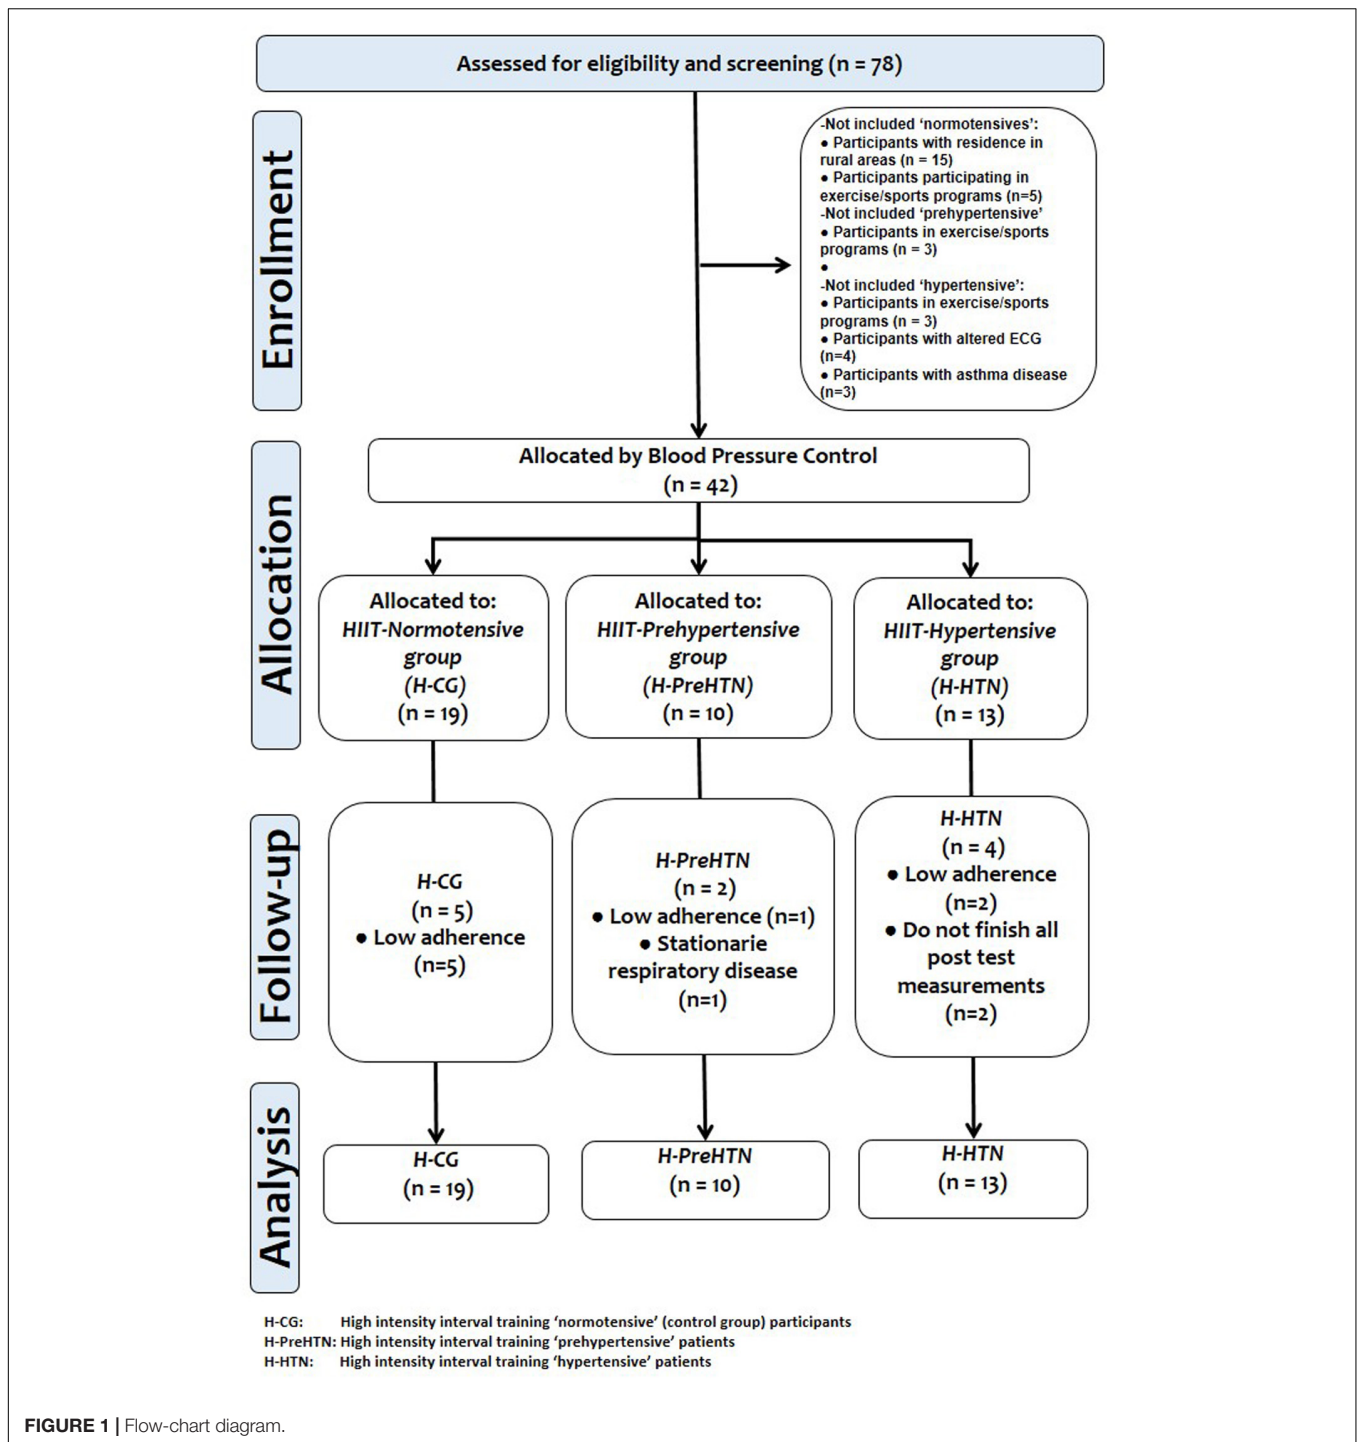 Assessed for eligibility and screening (n = 78)
Enrollment
-Not included ‘normotensives’:
● Participants with residence in
rural areas (n = 15)
● Participants participating in
exercise/sports programs (n=5)
-Not included ‘prehypertensive’
● Participants in exercise/sports
programs (n = 3)
●
-Not included ‘hypertensive’:
● Participants in exercise/sports
programs (n = 3)
● Participants with altered ECG
(n=4)
● Participants with asthma disease
(n=3)
Allocation
Allocated by Blood Pressure Control
(n = 42)
Allocated to:
HIIT-Normotensive
group
(H-CG)
(n = 19)
Allocated to:
HIIT-Prehypertensive
group
(H-PreHTN)
(n = 10)
Allocated to:
HIIT-Hypertensive
group
(H-HTN)
(n = 13)
Follow-up
H-CG
(n = 5)
● Low adherence
(n=5)
H-PreHTN
(n = 2)
● Low adherence (n=1)
● Stationarie
respiratory disease
(n=1)
H-HTN
(n = 4)
● Low adherence
(n=2)
● Do not finish all
post test
measurements
(n=2)
Analysis
H-CG
(n = 19)
H-PreHTN
(n = 10)
H-HTN
(n = 13)
H-CG: High intensity interval training ‘normotensive’ (control group) participants
H-PreHTN: High intensity interval training ‘prehypertensive’ patients
H-HTN: High intensity interval training ‘hypertensive’ patients
FIGURE 1 | Flow-chart diagram.